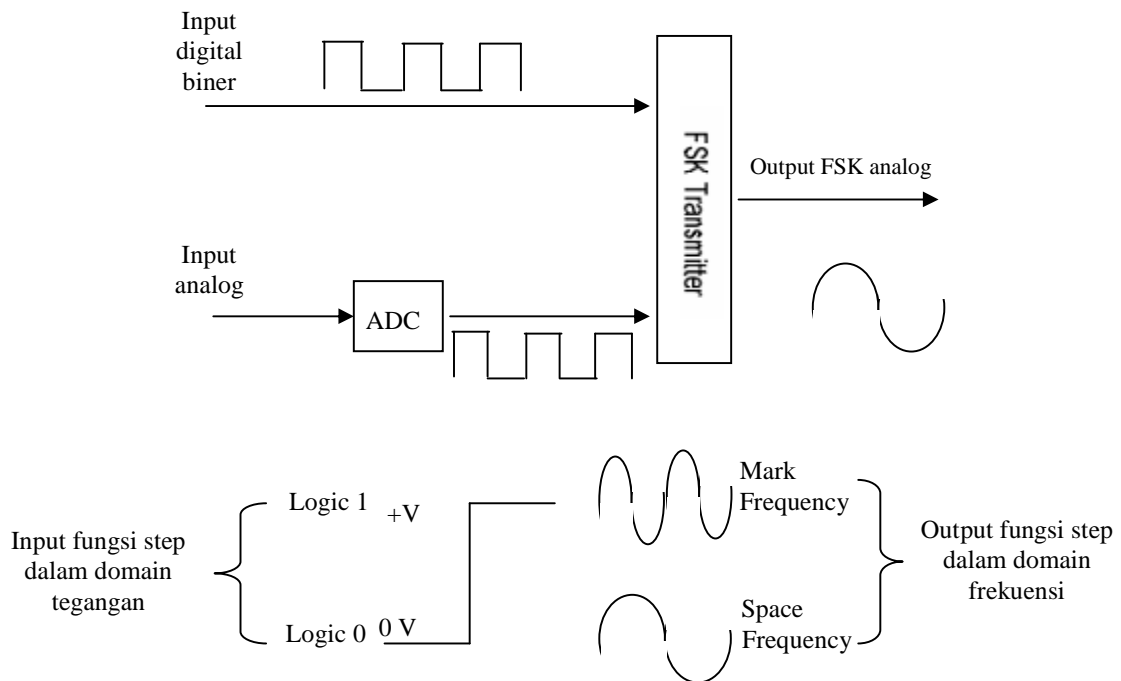 Input
digital
biner
FSK Transmitter
Output FSK analog
Input
analog
ADC
Input fungsi step
dalam domain
tegangan
Logic 1 +V
Logic 0 0 V
Mark
Frequency
Space
Frequency
Output fungsi step
dalam domain
frekuensi